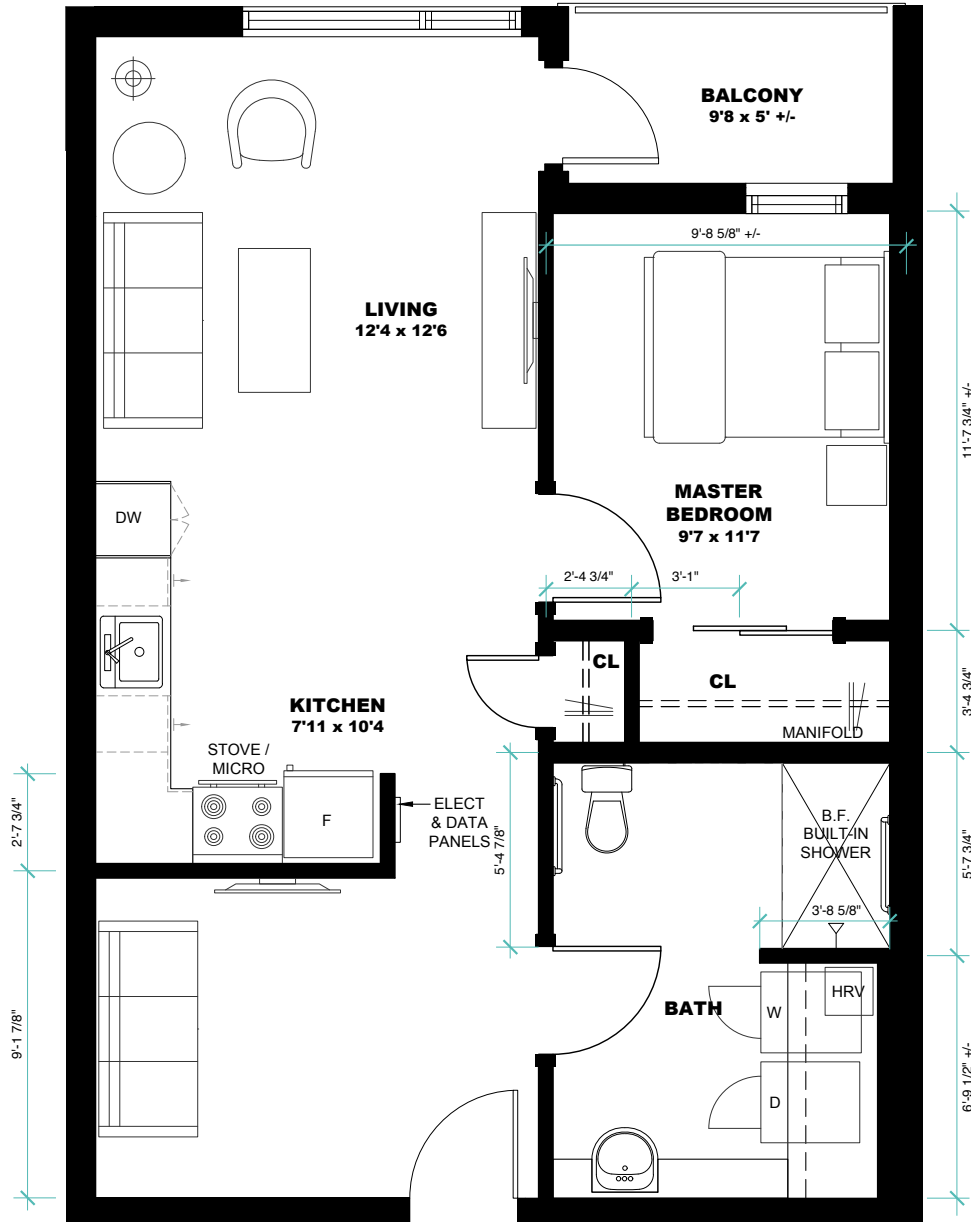 BALCONY
9'8 x 5' +/-
9'-8 5/8" +/-
LIVING
12'4 x 12'6
11'-7 3/4" +/-
DW
MASTER
BEDROOM
9'7 x 11'7
2'-4 3/4"
3'-1"
CL
CL
3'-4 3/4"
KITCHEN
7'11 x 10'4
MANIFOLD
STOVE /
MICRO
2'-7 3/4"
F
ELECT
& DATA
PANELS
5'-4 7/8"
B.F.
BUILT-IN
SHOWER
5'-7 3/4"
3'-8 5/8"
9'-1 7/8"
BATH
W
HRV
D
6'-9 1/2" +/-